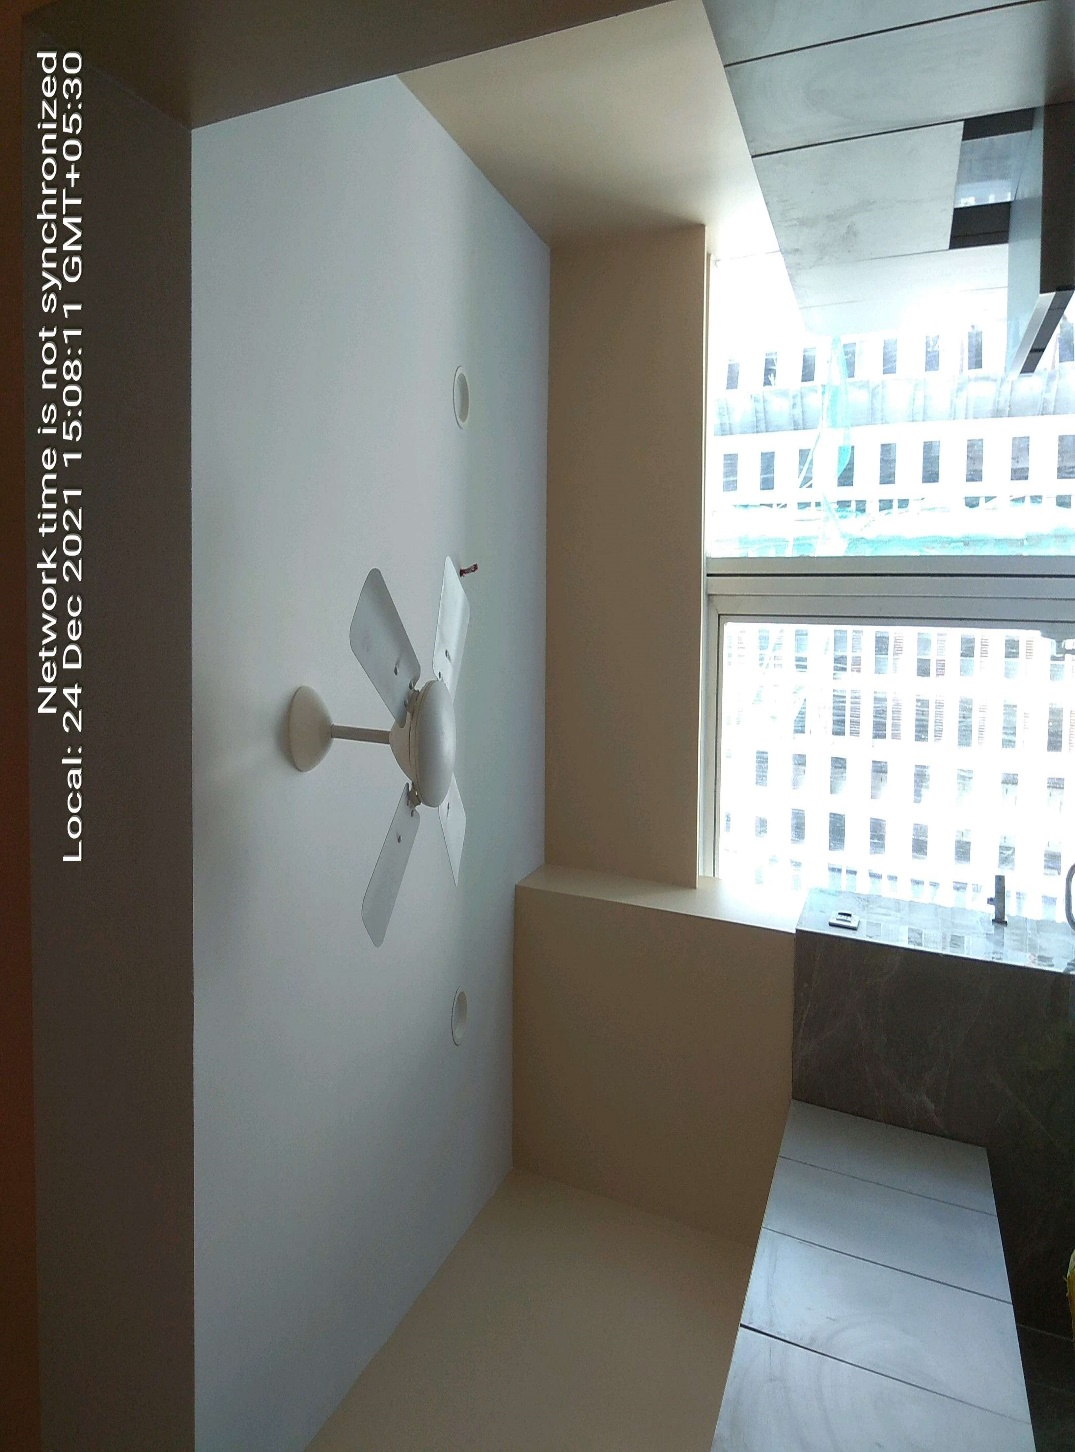 Network time is not synchronized
Local: 24 Dec 2021 15:08:11 GMT+05:30